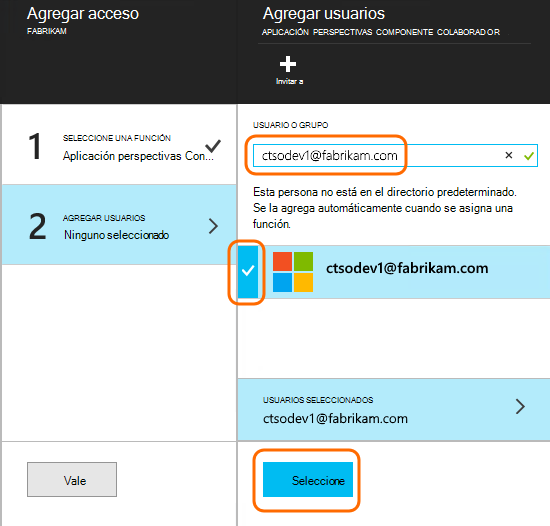 Agregar acceso
FABRIKAM
1
SELECCIONE UNA FUNCIÓN
Aplicación perspectivas Con...
2
AGREGAR USUARIOS
Ninguno seleccionado
Vale
Agregar usuarios
APLICACIÓN PERSPECTIVAS COMPONENTE COLABORADOR
Invitar a
USUARIO O GRUPO
ctsodev1@fabrikam.com
Esta persona no está en el directorio predeterminado.
Se la agrega automáticamente cuando se asigna una
función.
ctsodev1@fabrikam.com
USUARIOS SELECCIONADOS
ctsodev1@fabrikam.com
Seleccione